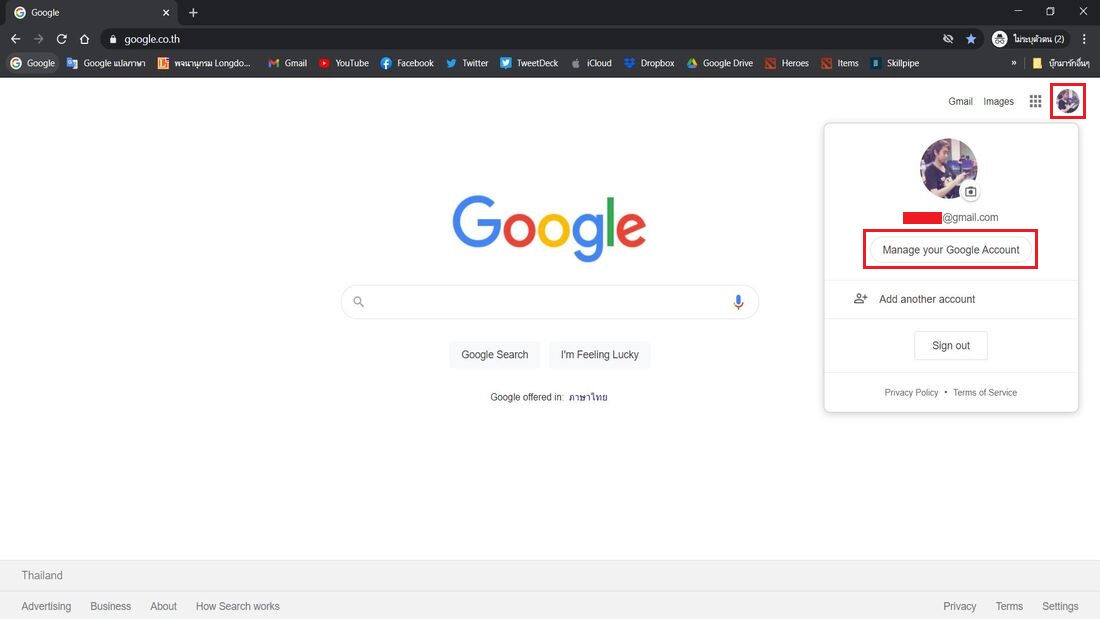 Google
google.co.th
ไม่ระบุตัวตน (2)
Google
Google แปลภาษา
พจนานุกรม Longdo...
Gmail
YouTube
Facebook
Twitter
TweetDeck
iCloud
Dropbox
Google Drive
Heroes
Items
Skillpipe
»
บุ๊กมาร์กอื่นๆ
Gmail
Images
@gmail.com
Manage your Google Account
Add another account
Sign out
Privacy Policy • Terms of Service
Google
Google Search
I'm Feeling Lucky
Google offered in: ภาษาไทย
Thailand
Advertising
Business
About
How Search works
Privacy
Terms
Settings